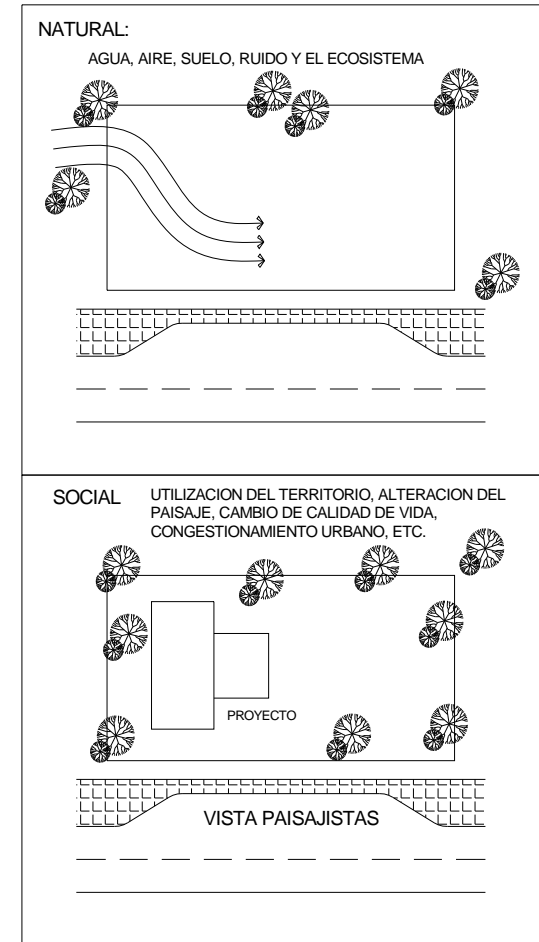 NATURAL:
AGUA, AIRE, SUELO, RUIDO Y EL ECOSISTEMA
SOCIAL
UTILIZACION DEL TERRITORIO, ALTERACION DEL
PAISAJE, CAMBIO DE CALIDAD DE VIDA,
CONGESTIONAMIENTO URBANO, ETC.
PROYECTO
VISTA PAISAJISTAS